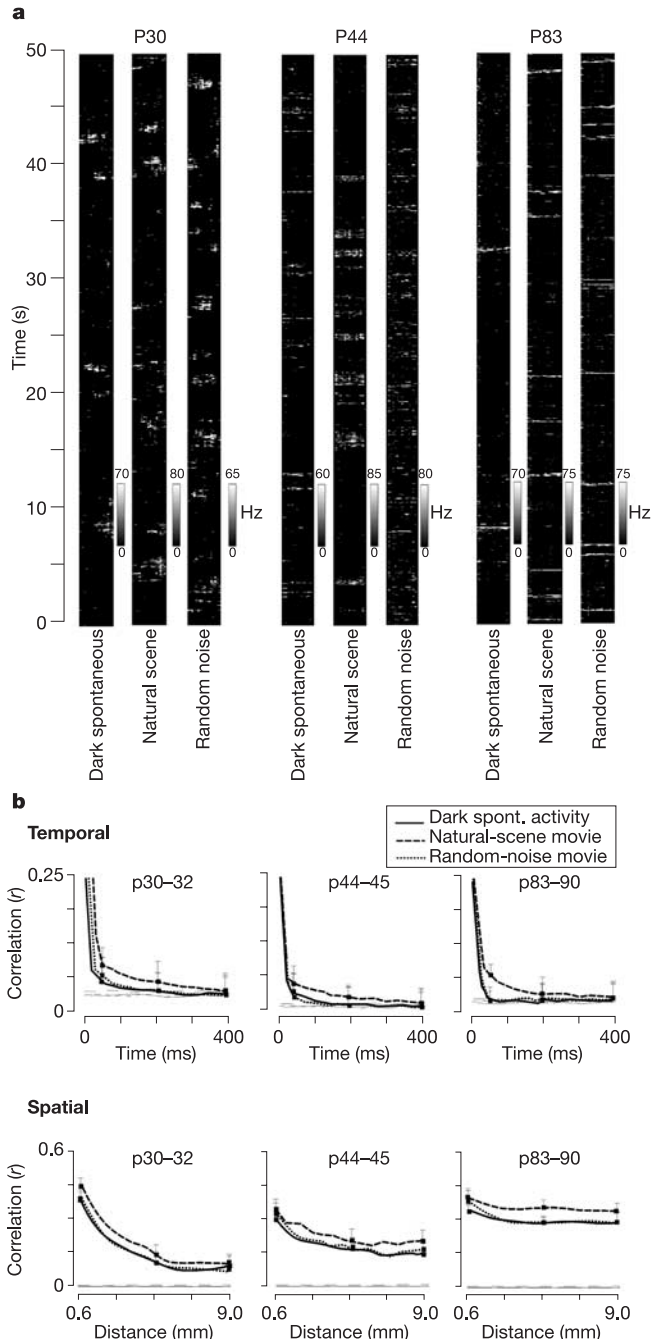 a
P30 P44 P83
50
40
30
20
10
0
Time (s)
70 80 65 Hz
0 0 0
60 85 80 Hz
0 0 0
70 75 75 Hz
0 0 0
Dark spontaneous
Natural scene
Random noise
Dark spontaneous
Natural scene
Random noise
Dark spontaneous
Natural scene
Random noise
b
Dark spont. activity
Natural-scene movie
Random-noise movie
Temporal
p30–32 p44–45 p83–90
0.25
0
Correlation (r)
0 400 0 400 0 400
Time (ms) Time (ms) Time (ms)
Spatial
p30–32 p44–45 p83–90
0.6
0
Correlation (r)
0.6 9.0 0.6 9.0 0.6 9.0
Distance (mm) Distance (mm) Distance (mm)